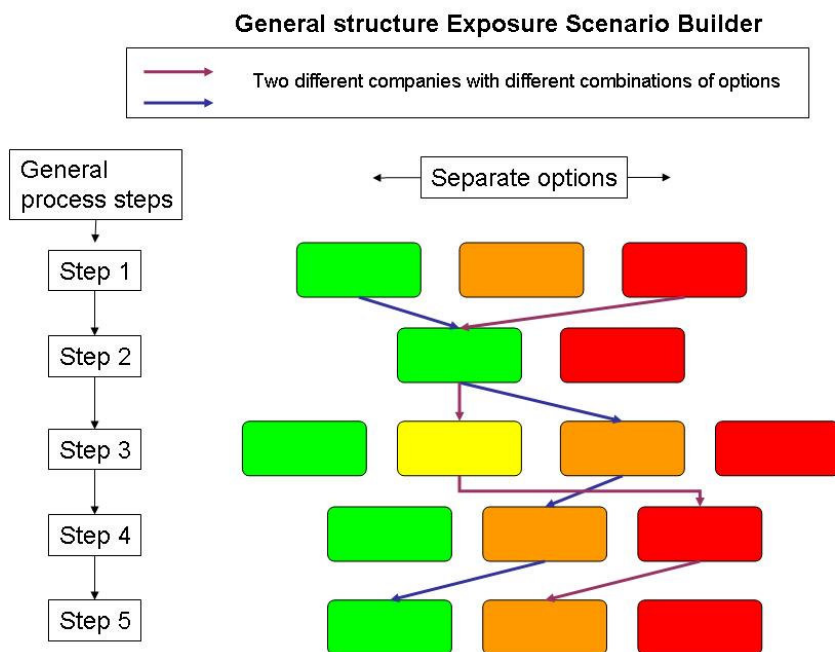 General structure Exposure Scenario Builder
Two different companies with different combinations of options
General
process steps
Separate options
Step 1
Step 2
Step 3
Step 4
Step 5